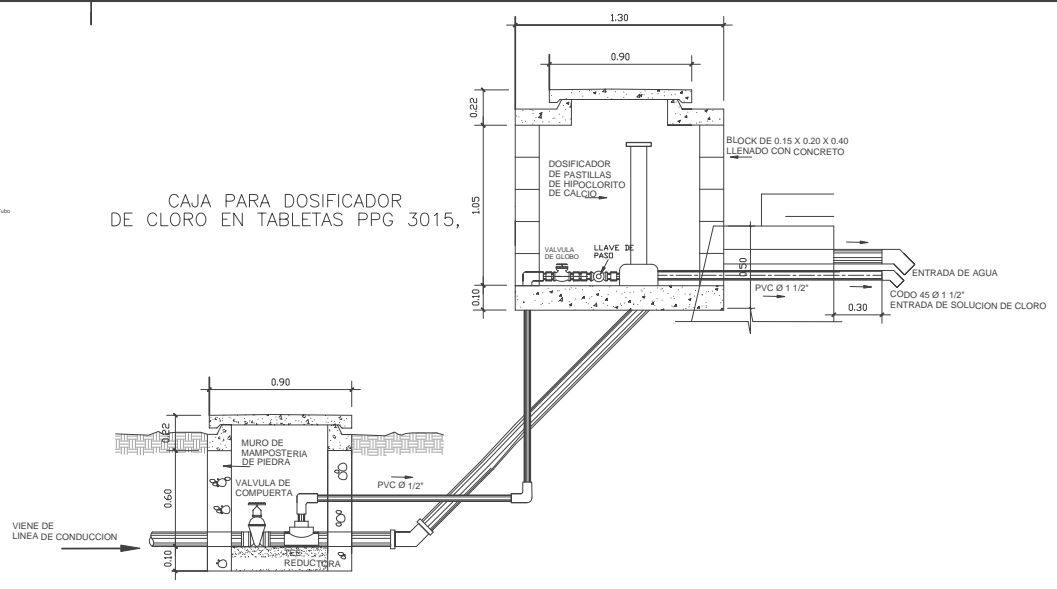 1.30
0.90
0.22
BLOCK DE 0.15 X 0.20 X 0.40
LLENADO CON CONCRETO
DOSIFICADOR
DE PASTILLAS
DE HIPOCLORITO
DE CALCIO
CAJA PARA DOSIFICADOR
DE CLORO EN TABLETAS PPG 3015,
Tubo
1.05
VALVULA
DE GLOBO
LLAVE DE
PASO
0.50
ENTRADA DE AGUA
PVC Ø 1 1/2"
CODO 45 Ø 1 1/2"
ENTRADA DE SOLUCION DE CLORO
0.10
0.30
0.90
0.22
MURO DE
MAMPOSTERIA
DE PIEDRA
VALVULA DE
COMPUERTA
PVC Ø 1/2"
0.60
VIENE DE
LINEA DE CONDUCCION
0.10
TEE
REDUCTORA